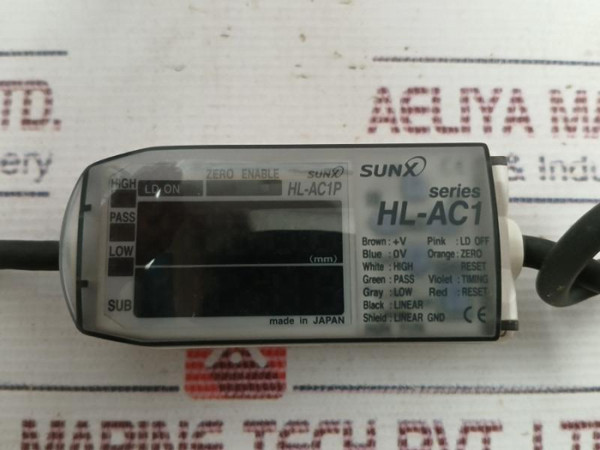 LTD.
AELIYA MA
ery
& Indu
HIGH
LD ON
ZERO ENABLE
SUNX
HL-AC1P
PASS
LOW
(mm)
SUB
made in JAPAN
SUNX
series
HL-AC1
Brown : +V Pink : LD OFF
Blue : 0V Orange : ZERO
White : HIGH RESET
Green : PASS Violet : TIMING
Gray : LOW Red : RESET
Black : LINEAR
Shield : LINEAR GND CE
MARINE TECH PVT. LTD